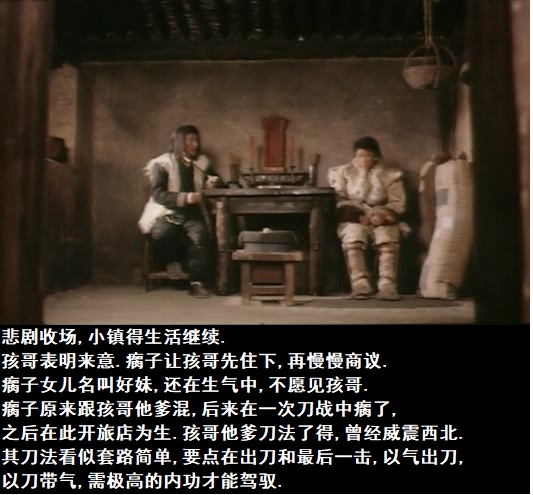 悲剧收场,小镇得生活继续.
孩哥表明来意.瘸子让孩哥先住下,再慢慢商议.
瘸子女儿名叫好妹,还在生气中,不愿见孩哥.
瘸子原来跟孩哥他爹混,后来在一次刀战中瘸了,
之后在此开旅店为生.孩哥他爹刀法了得,曾经威震西北.
其刀法看似套路简单,要点在出刀和最后一击,以气出刀,
以刀带气,需极高的内功才能驾驭.